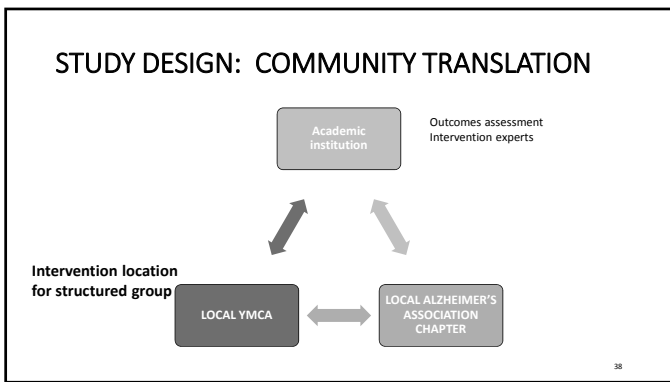 STUDY DESIGN: COMMUNITY TRANSLATION
Academic
institution
Outcomes assessment
Intervention experts
Intervention location
for structured group
LOCAL YMCA
LOCAL ALZHEIMER'S
ASSOCIATION
CHAPTER
38